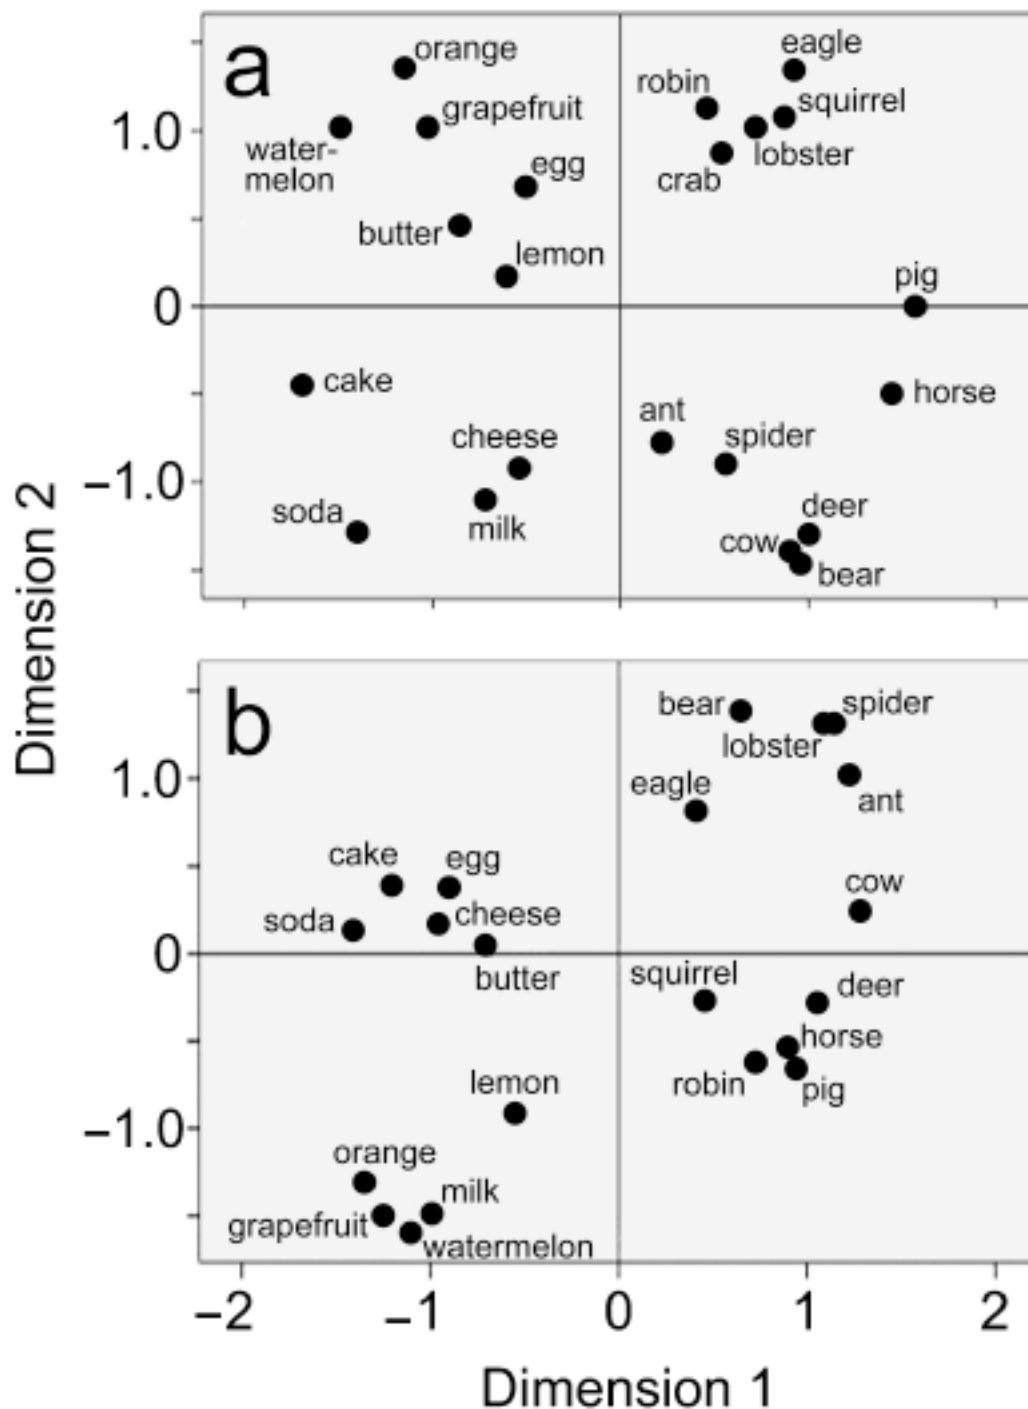 a
orange
eagle
robin
squirrel
grapefruit
1.0
water-
melon
lobster
crab
egg
butter
lemon
pig
0
cake
horse
ant
cheese
spider
−1.0
soda
milk
deer
cow
bear
Dimension 2
b
bear
spider
lobster
1.0
eagle
ant
cake
egg
cow
soda
cheese
0
butter
squirrel
deer
horse
robin
pig
lemon
−1.0
orange
milk
grapefruit
watermelon
−2
−1
0
1
2
Dimension 1